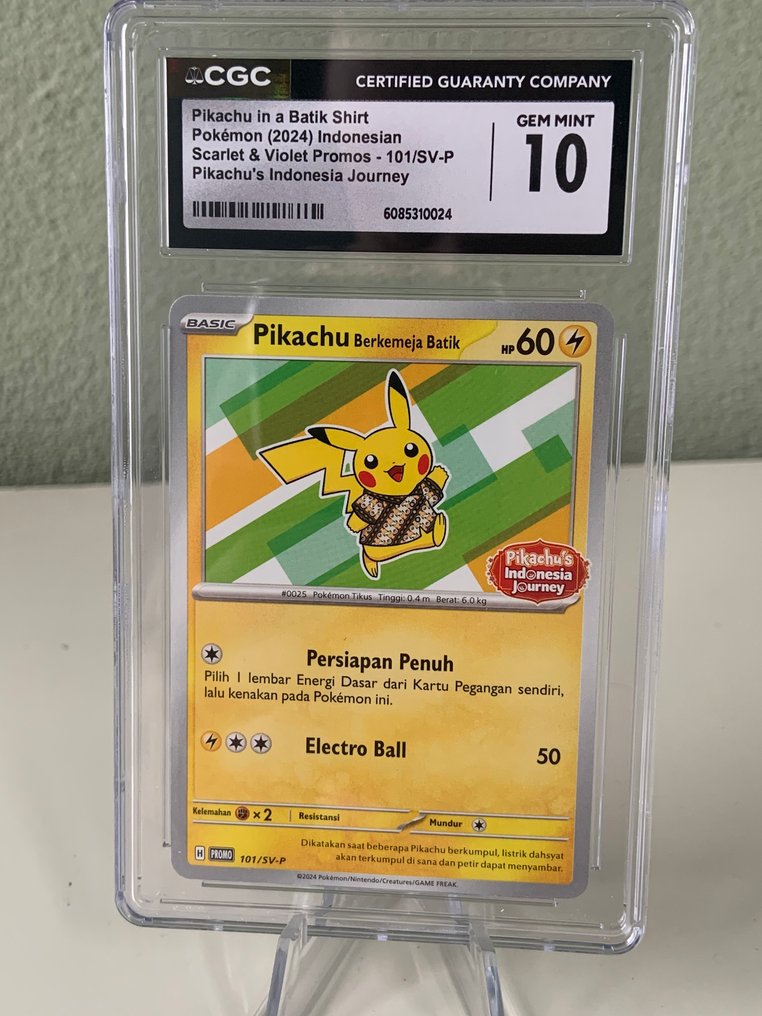 CGC
CERTIFIED GUARANTY COMPANY
Pikachu in a Batik Shirt
Pokémon (2024) Indonesian
Scarlet & Violet Promos - 101/SV-P
Pikachu's Indonesia Journey
GEM MINT
10
6085310024
BASIC
Pikachu Berkemeja Batik
HP 60
Pikachu's
Indonesia
Journey
#0025 Pokémon Tikus Tinggi: 0.4 m Berat: 6.0 kg
Persiapan Penuh
Pilih 1 lembar Energi Dasar dari Kartu Pegangan sendiri,
lalu kenakan pada Pokémon ini.
Electro Ball 50
Kelemahan × 2 Resistansi Mundur
Dikatakan saat beberapa Pikachu berkumpul, listrik dahsyat
akan terkumpul di sana dan petir dapat menyambar.
H PROMO 101/SV-P
©2024 Pokémon/Nintendo/Creatures/GAME FREAK.